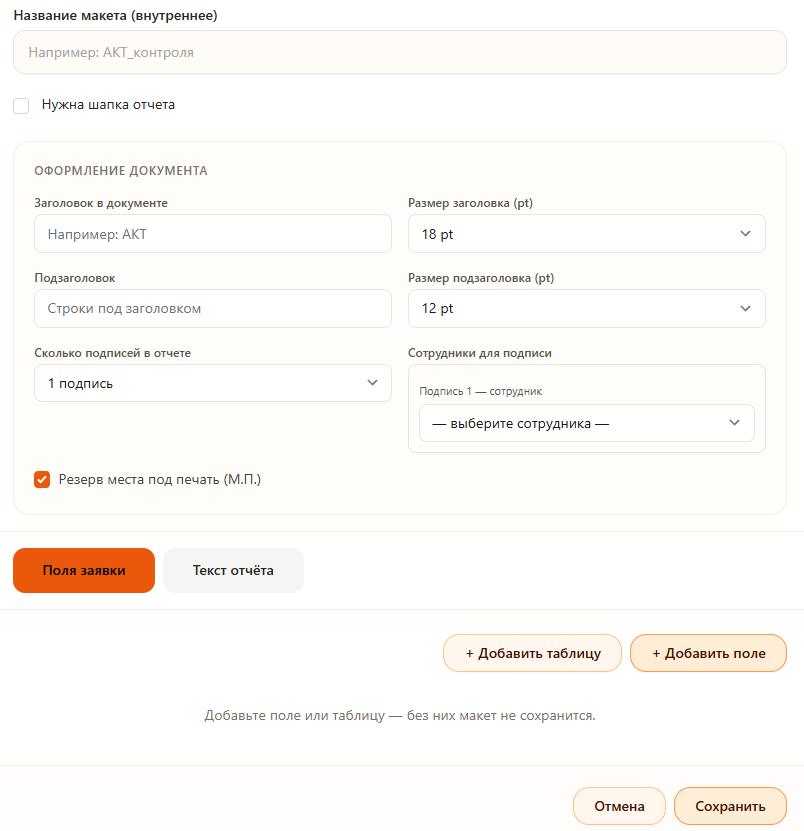 Название макета (внутреннее)
Например: АКТ_контроля
Нужна шапка отчета
ОФОРМЛЕНИЕ ДОКУМЕНТА
Заголовок в документе
Размер заголовка (pt)
Например: АКТ
18 pt
Подзаголовок
Размер подзаголовка (pt)
Строки под заголовком
12 pt
Сколько подписей в отчете
Сотрудники для подписи
1 подпись
Подпись 1 — сотрудник
— выберите сотрудника —
Резерв места под печать (М.П.)
Поля заявки
Текст отчёта
+ Добавить таблицу
+ Добавить поле
Добавьте поле или таблицу — без них макет не сохранится.
Отмена
Сохранить